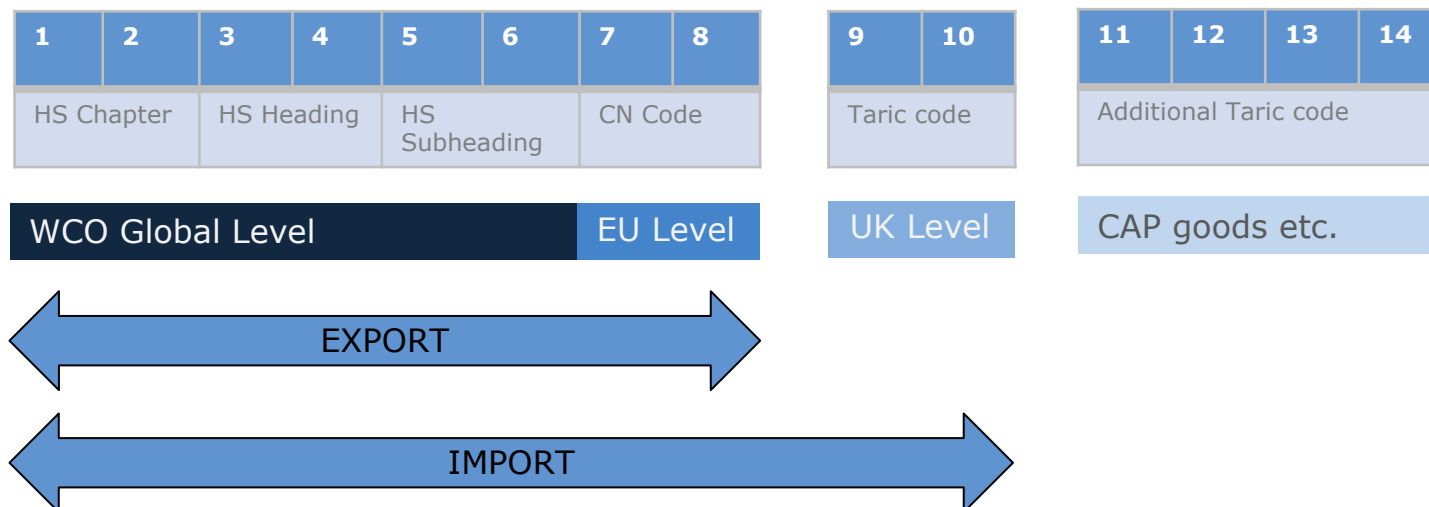 1 2 3 4 5 6 7 8 9 10 11 12 13 14
HS Chapter HS Heading HS CN Code Taric code Additional Taric code
Subheading
WCO Global Level EU Level UK Level CAP goods etc.
EXPORT
IMPORT